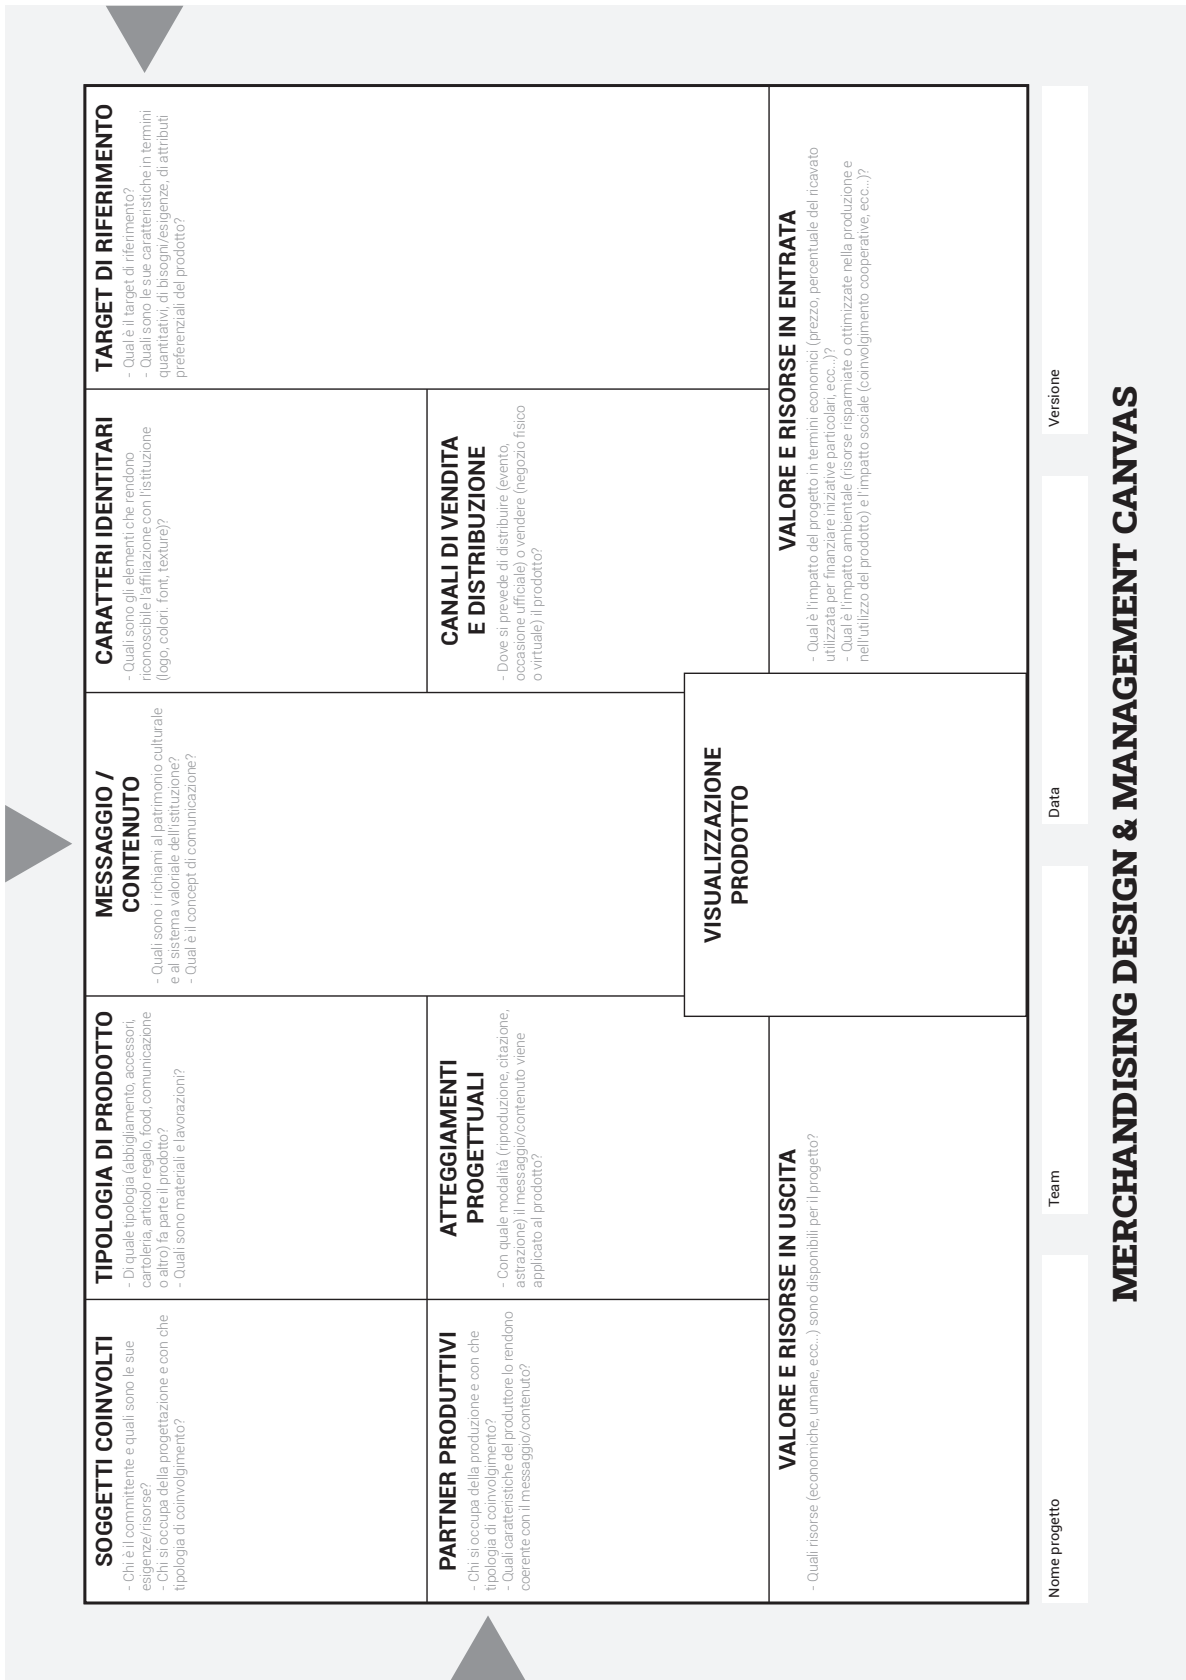 SOGGETTI COINVOLTI
- Chi è il committente e quali sono le sue
esigenze/risorse?
- Chi si occupa della progettazione e con che
tipologia di coinvolgimento?
TIPOLOGIA DI PRODOTTO
- Di quale tipologia (abbigliamento, accessori,
cartoleria, articolo regalo, food, comunicazione
o altro) fa parte il prodotto?
- Quali sono materiali e lavorazioni?
MESSAGGIO /
CONTENUTO
- Quali sono i richiami al patrimonio culturale
e al sistema valoriale dell'istituzione?
- Qual è il concept di comunicazione?
CARATTERI IDENTITARI
- Quali sono gli elementi che rendono
riconoscibile l'affiliazione con l'istituzione
(logo, colori. font, texture)?
TARGET DI RIFERIMENTO
- Qual è il target di riferimento?
- Quali sono le sue caratteristiche in termini
quantitativi, di bisogni/esigenze, di attributi
preferenziali del prodotto?
PARTNER PRODUTTIVI
- Chi si occupa della produzione e con che
tipologia di coinvolgimento?
- Quali caratteristiche del produttore lo rendono
coerente con il messaggio/contenuto?
ATTEGGIAMENTI
PROGETTUALI
- Con quale modalità (riproduzione, citazione,
astrazione) il messaggio/contenuto viene
applicato al prodotto?
CANALI DI VENDITA
E DISTRIBUZIONE
- Dove si prevede di distribuire (evento,
occasione ufficiale) o vendere (negozio fisico
o virtuale) il prodotto?
VISUALIZZAZIONE
PRODOTTO
VALORE E RISORSE IN USCITA
- Quali risorse (economiche, umane, ecc...) sono disponibili per il progetto?
VALORE E RISORSE IN ENTRATA
- Qual è l'impatto del progetto in termini economici (prezzo, percentuale del ricavato
utilizzata per finanziare iniziative particolari, ecc...)?
- Qual è l'impatto ambientale (risorse risparmiate o ottimizzate nella produzione e
nell'utilizzo del prodotto) e l'impatto sociale (coinvolgimento cooperative, ecc...)?
Nome progetto
Team
Data
Versione
MERCHANDISING DESIGN & MANAGEMENT CANVAS